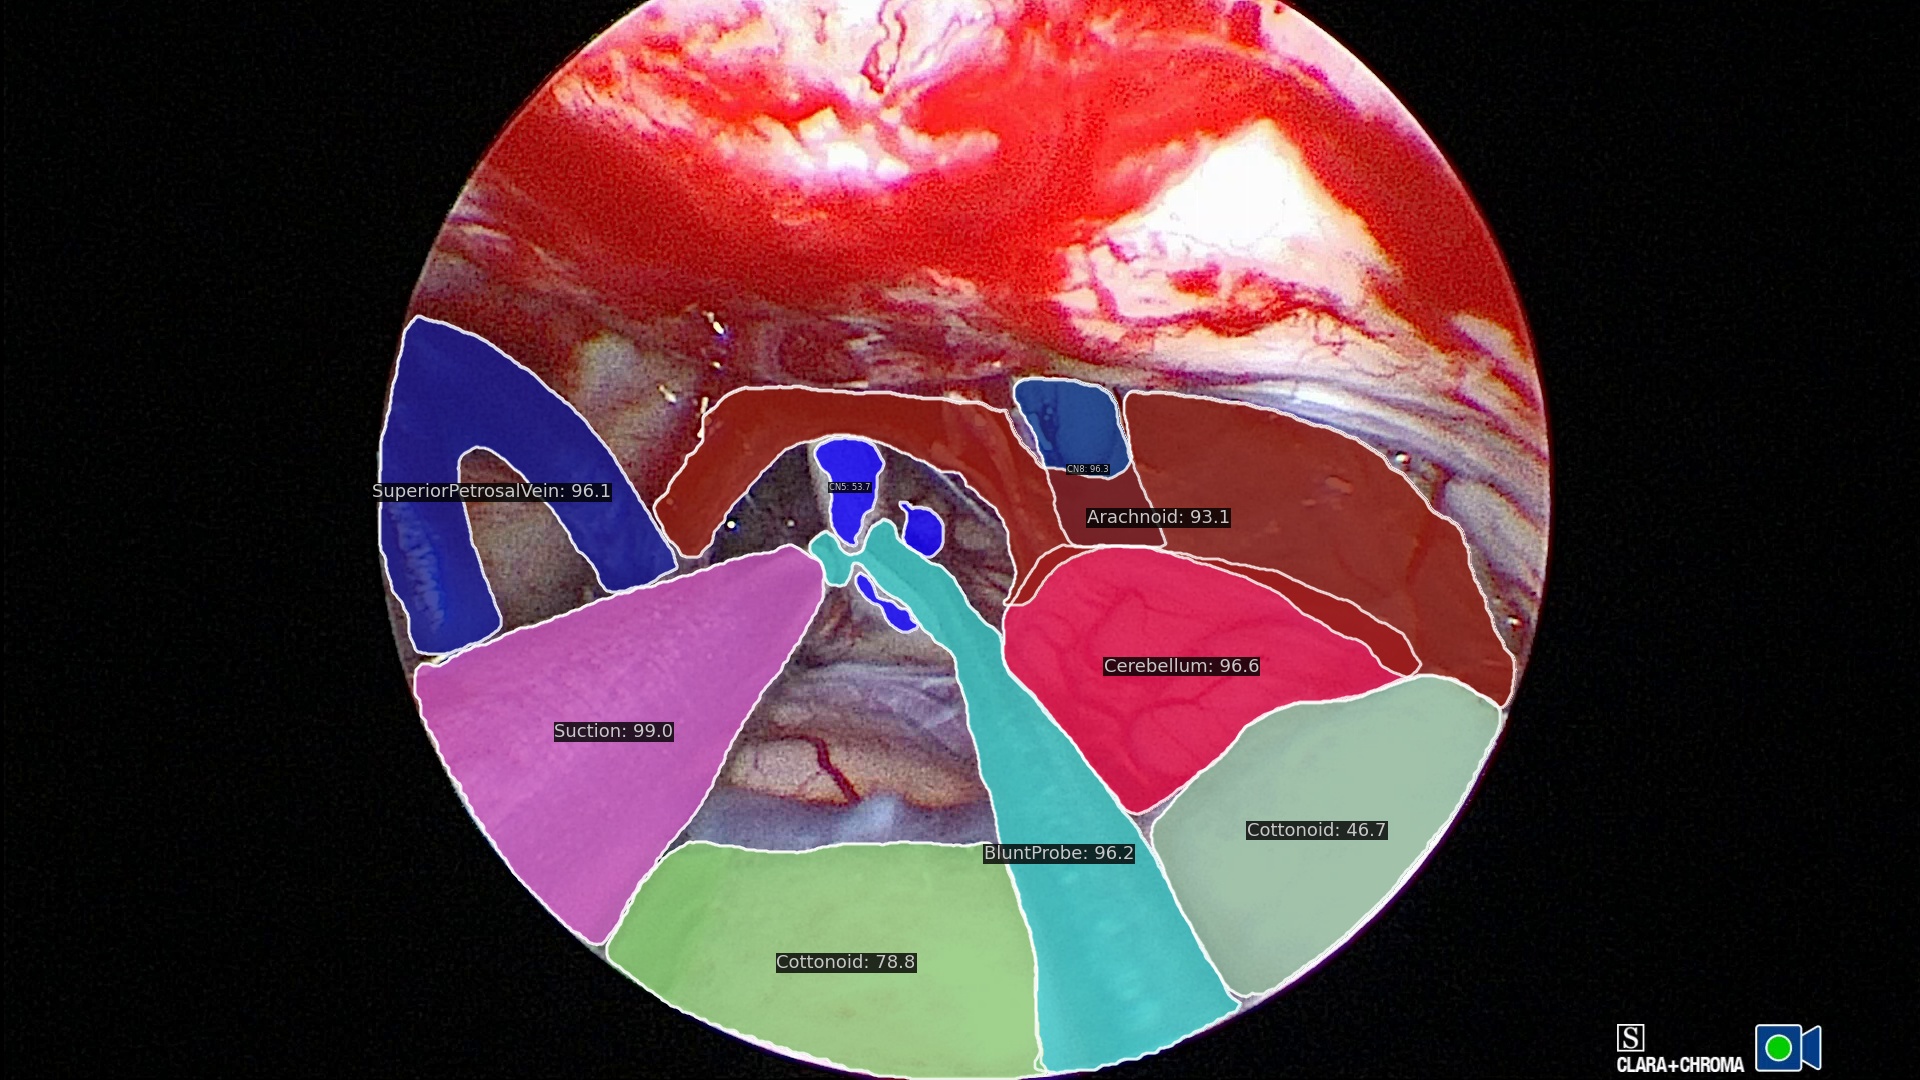 CN8: 96.3
CN5: 53.7
SuperiorPetrosalVein: 96.1
Arachnoid: 93.1
Cerebellum: 96.6
Suction: 99.0
Cottonoid: 46.7
BluntProbe: 96.2
Cottonoid: 78.8
S
CLARA+CHROMA